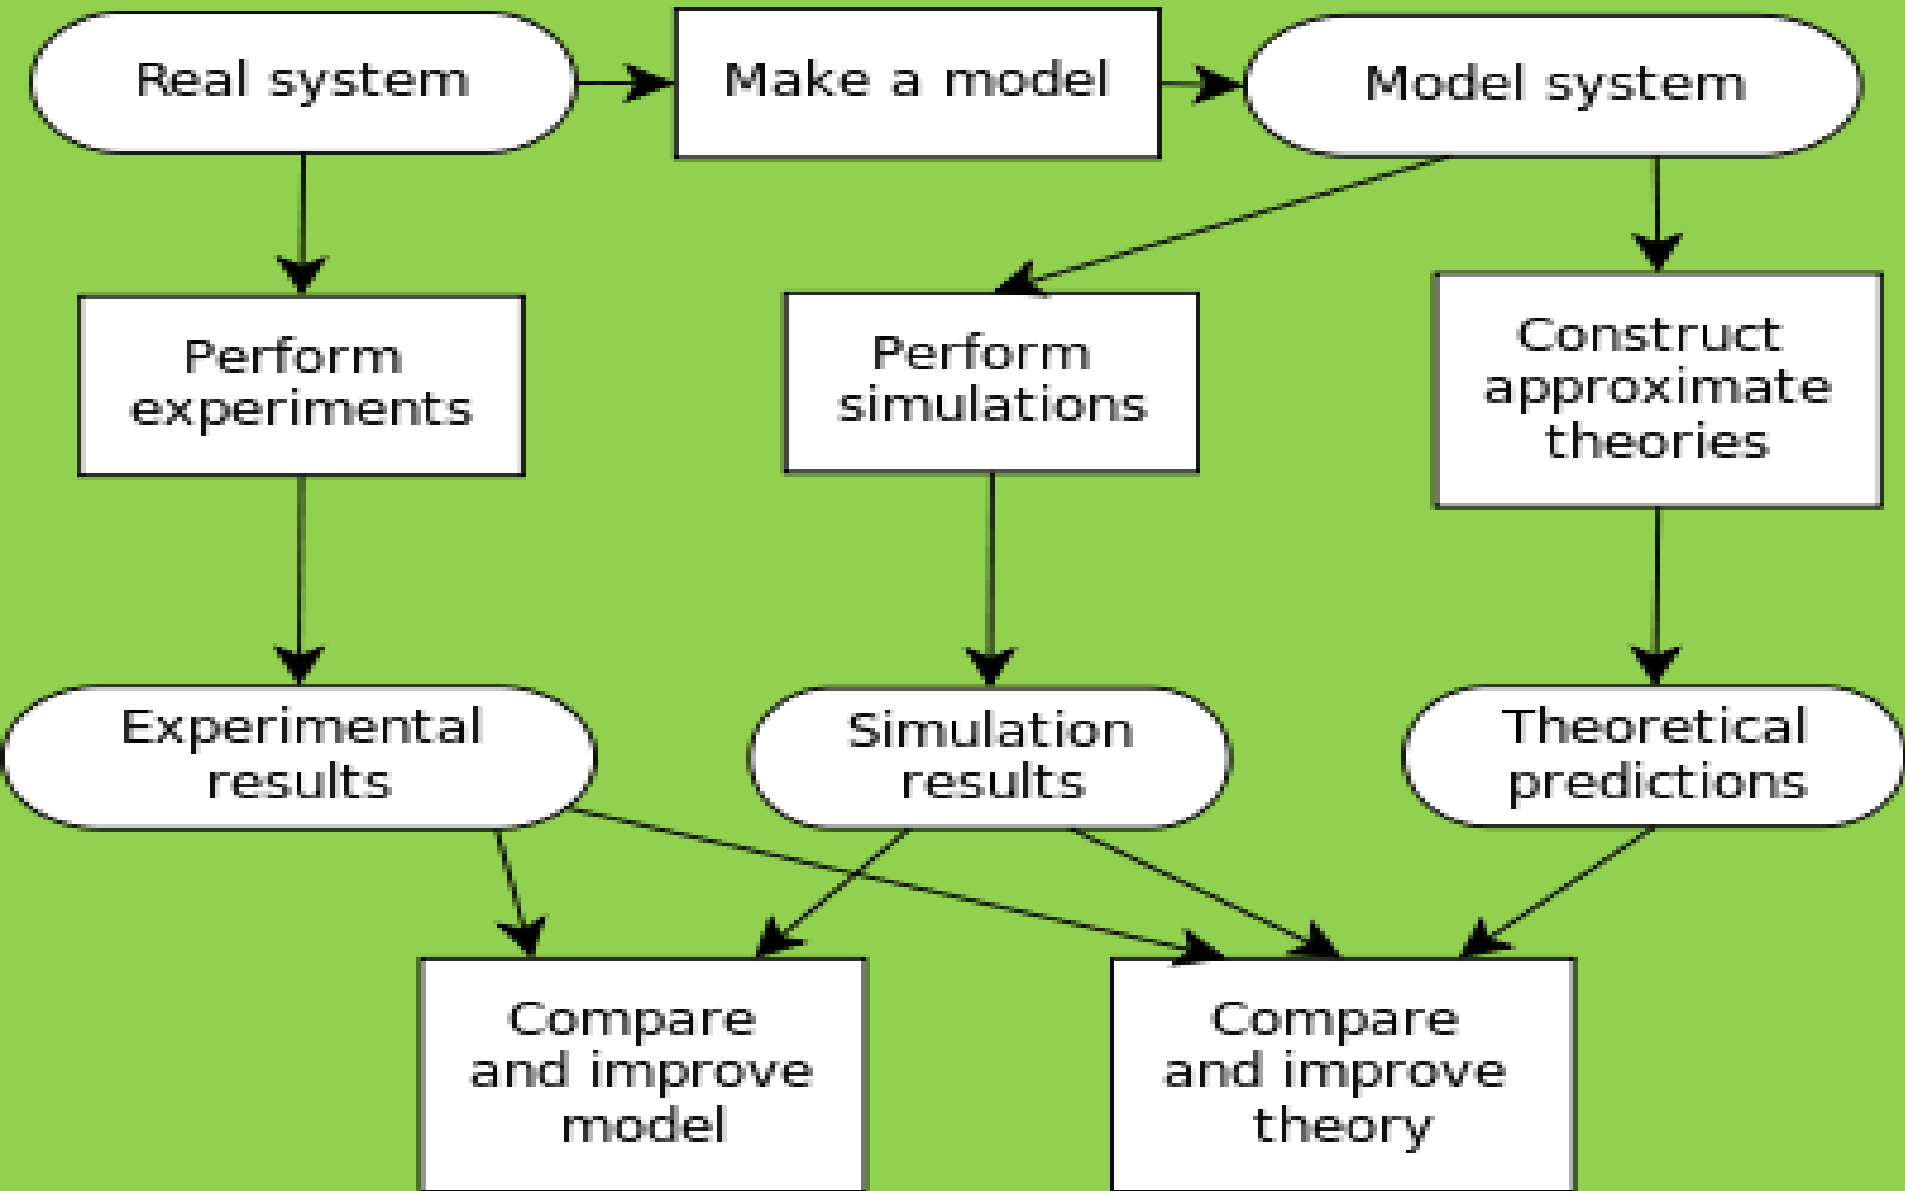 Real system
Make a model
Model system
Perform
experiments
Perform
simulations
Construct
approximate
theories
Experimental
results
Simulation
results
Theoretical
predictions
Compare
and improve
model
Compare
and improve
theory